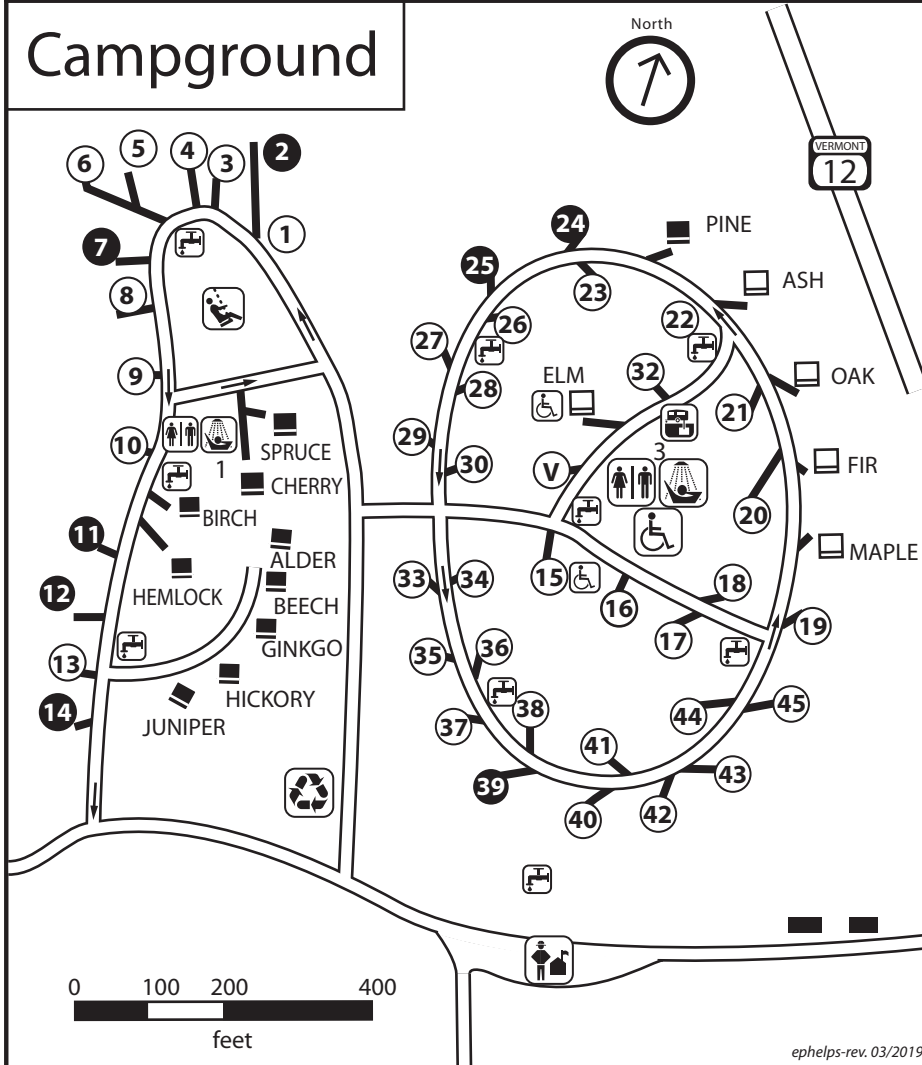 Campground
North
VERMONT
12
2
5
4
3
6
1
7
8
24
PINE
25
23
ASH
22
26
27
9
32
ELM
28
OAK
21
29
10
SPRUCE
1
30
V
3
FIR
CHERRY
20
BIRCH
11
ALDER
MAPLE
HEMLOCK
33
34
15
18
12
BEECH
16
19
GINKGO
17
13
35
36
HICKORY
14
JUNIPER
37
38
44
45
41
43
39
40
42
0 100 200 400
feet
ephelps-rev. 03/2019